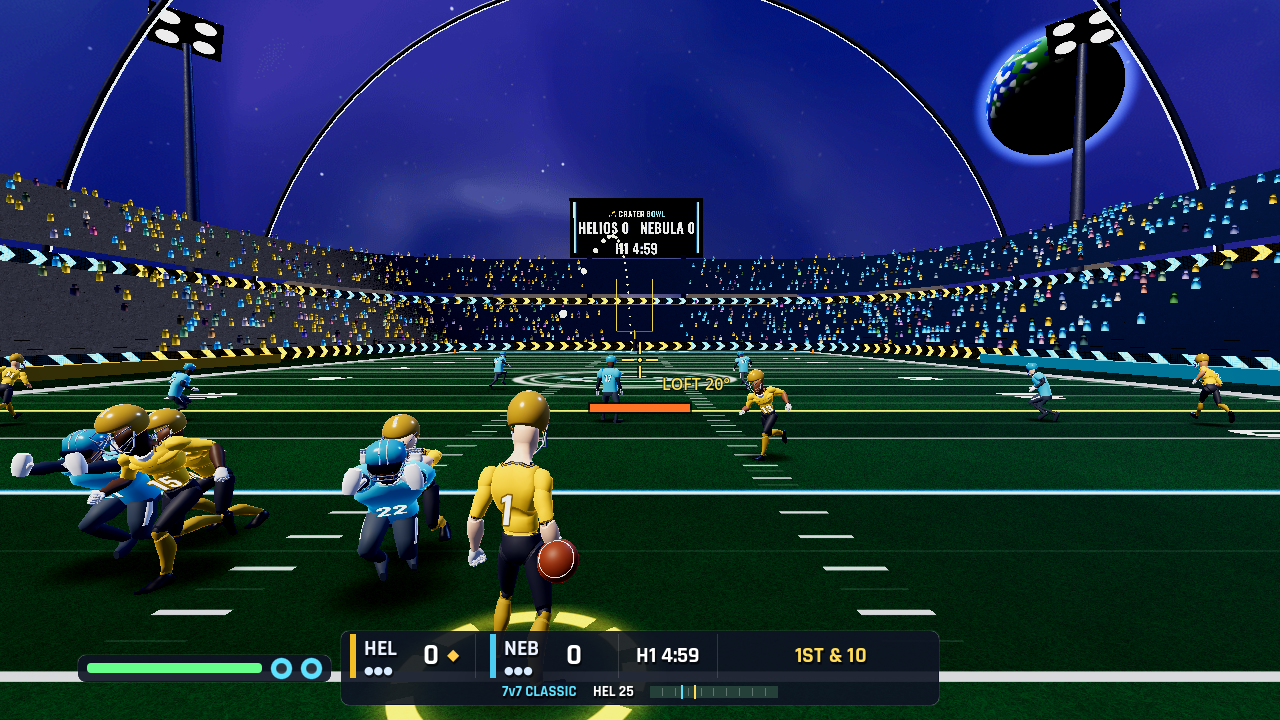 CRATER BOWL
HELIOS 0 NEBULA 0
H1 4:59
LOFT 20°
15
22
1
HEL 0 NEB 0 H1 4:59 1ST & 10
7v7 CLASSIC HEL 25